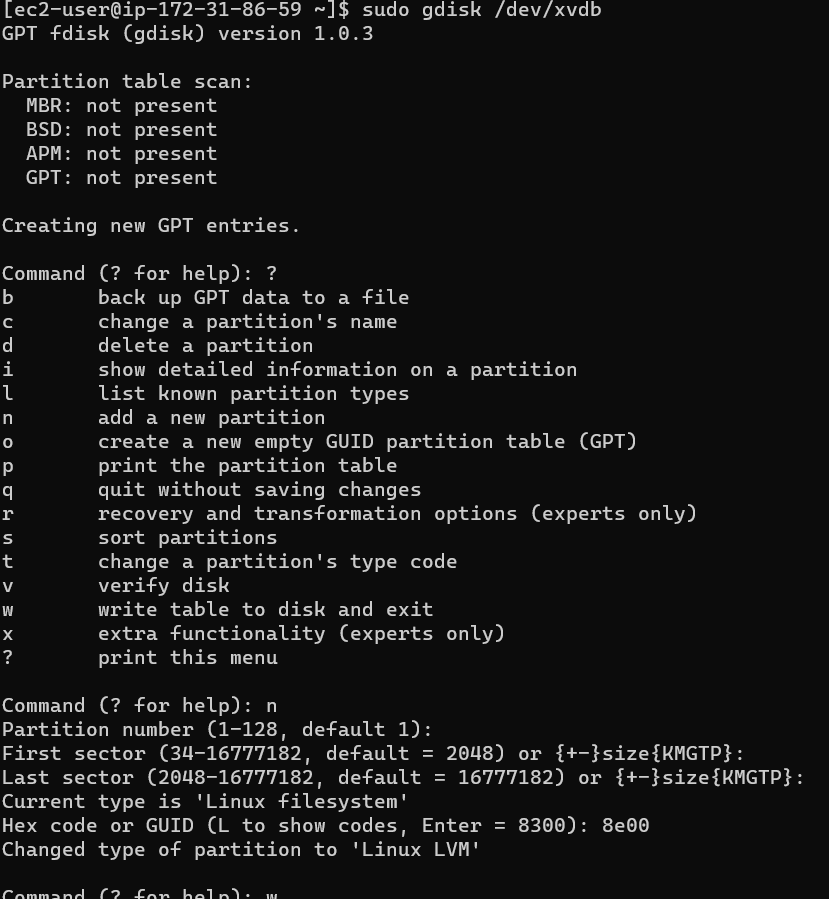 [ec2-user@ip-172-31-86-59 ~]$ sudo gdisk /dev/xvdb
GPT fdisk (gdisk) version 1.0.3
Partition table scan:
  MBR: not present
  BSD: not present
  APM: not present
  GPT: not present
Creating new GPT entries.
Command (? for help): ?
b       back up GPT data to a file
c       change a partition's name
d       delete a partition
i       show detailed information on a partition
l       list known partition types
n       add a new partition
o       create a new empty GUID partition table (GPT)
p       print the partition table
q       quit without saving changes
r       recovery and transformation options (experts only)
s       sort partitions
t       change a partition's type code
v       verify disk
w       write table to disk and exit
x       extra functionality (experts only)
?       print this menu
Command (? for help): n
Partition number (1-128, default 1):
First sector (34-16777182, default = 2048) or {+-}size{KMGTP}:
Last sector (2048-16777182, default = 16777182) or {+-}size{KMGTP}:
Current type is 'Linux filesystem'
Hex code or GUID (L to show codes, Enter = 8300): 8e00
Changed type of partition to 'Linux LVM'
Command (? for help): w